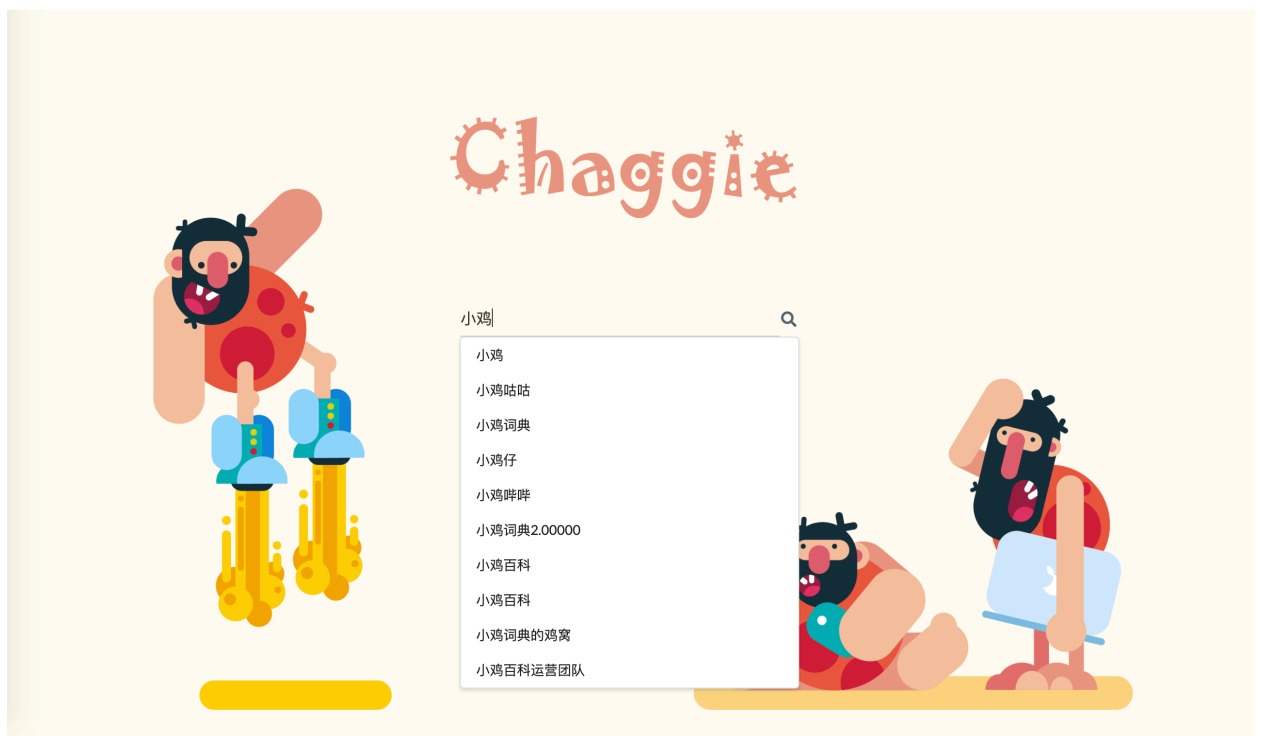 Chaggie
小鸡
小鸡
小鸡咕咕
小鸡词典
小鸡仔
小鸡哔哔
小鸡词典2.00000
小鸡百科
小鸡百科
小鸡词典的鸡窝
小鸡百科运营团队